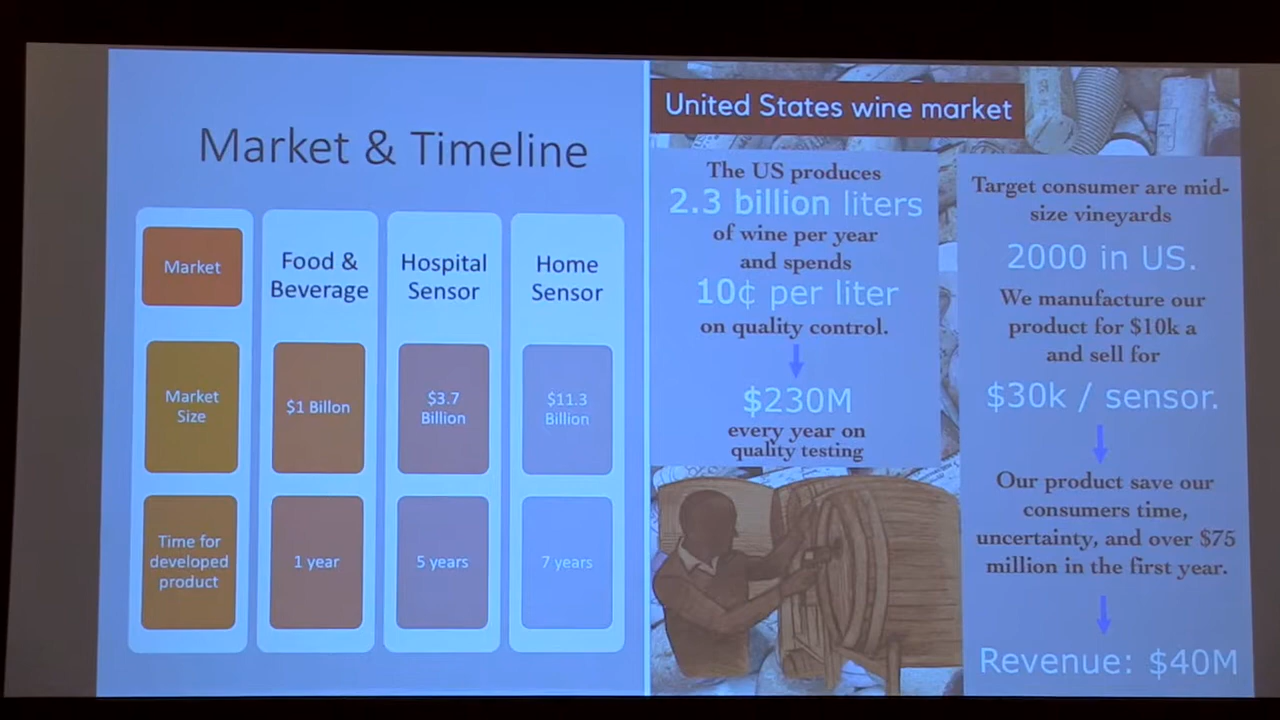 Market & Timeline
Market
Food &
Beverage
Hospital
Sensor
Home
Sensor
Market
Size
$1 Billon
$3.7
Billion
$11.3
Billion
Time for
developed
product
1 year
5 years
7 years
United States wine market
The US produces
2.3 billion liters
of wine per year
and spends
10¢ per liter
on quality control.
$230M
every year on
quality testing
Target consumer are mid-
size vineyards
2000 in US.
We manufacture our
product for $10k a
and sell for
$30k / sensor.
Our product save our
consumers time,
uncertainty, and over $75
million in the first year.
Revenue: $40M